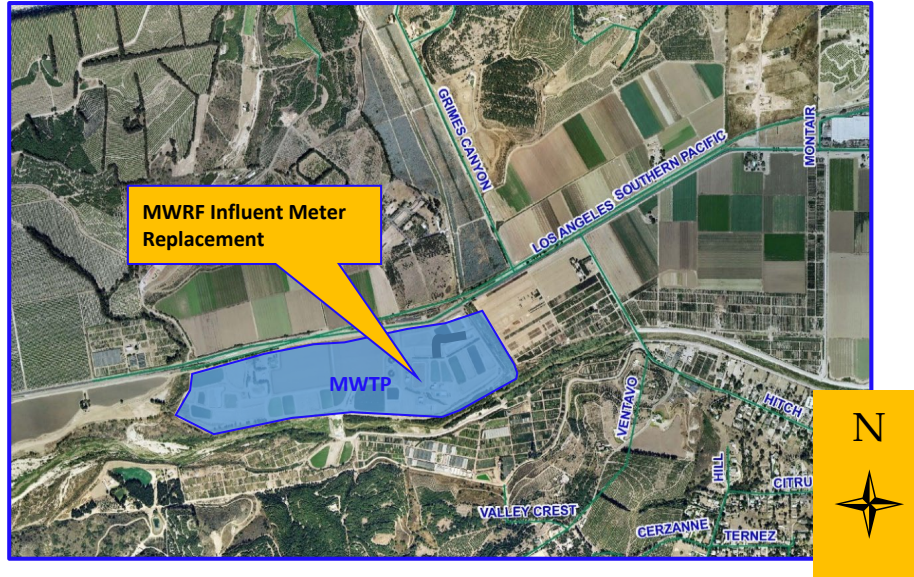 GRIMES CANYON
MONTAIR
LOS ANGELES SOUTHERN PACIFIC
MWRF Influent Meter
Replacement
MWTP
VENTAVO
HITCH
N
HILL
CITRU
VALLEY CREST
CERZANNE
TERNEZ